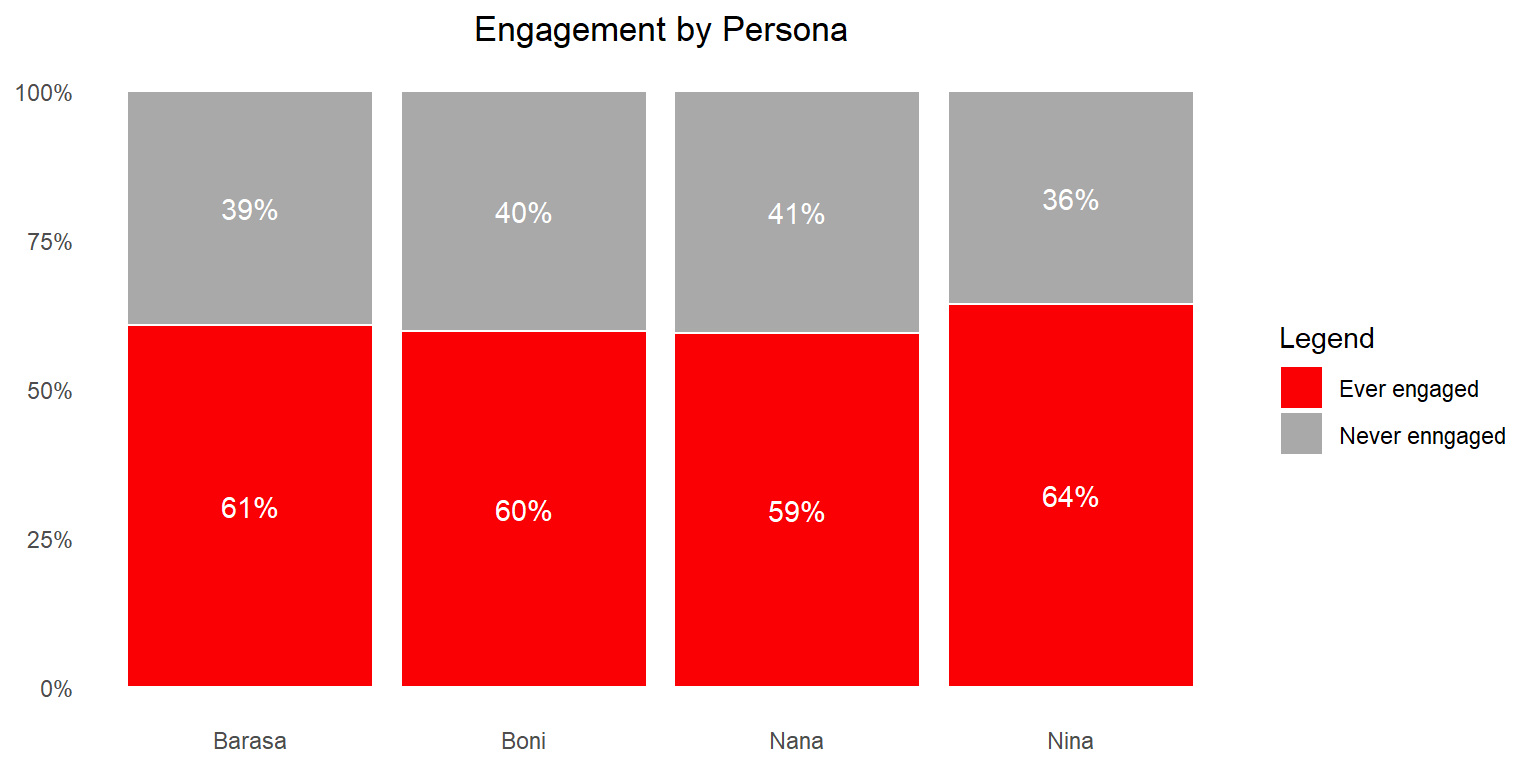 Engagement by Persona
100%
75%
50%
25%
0%
39%
40%
41%
36%
61%
60%
59%
64%
Barasa
Boni
Nana
Nina
Legend
Ever engaged
Never enngaged